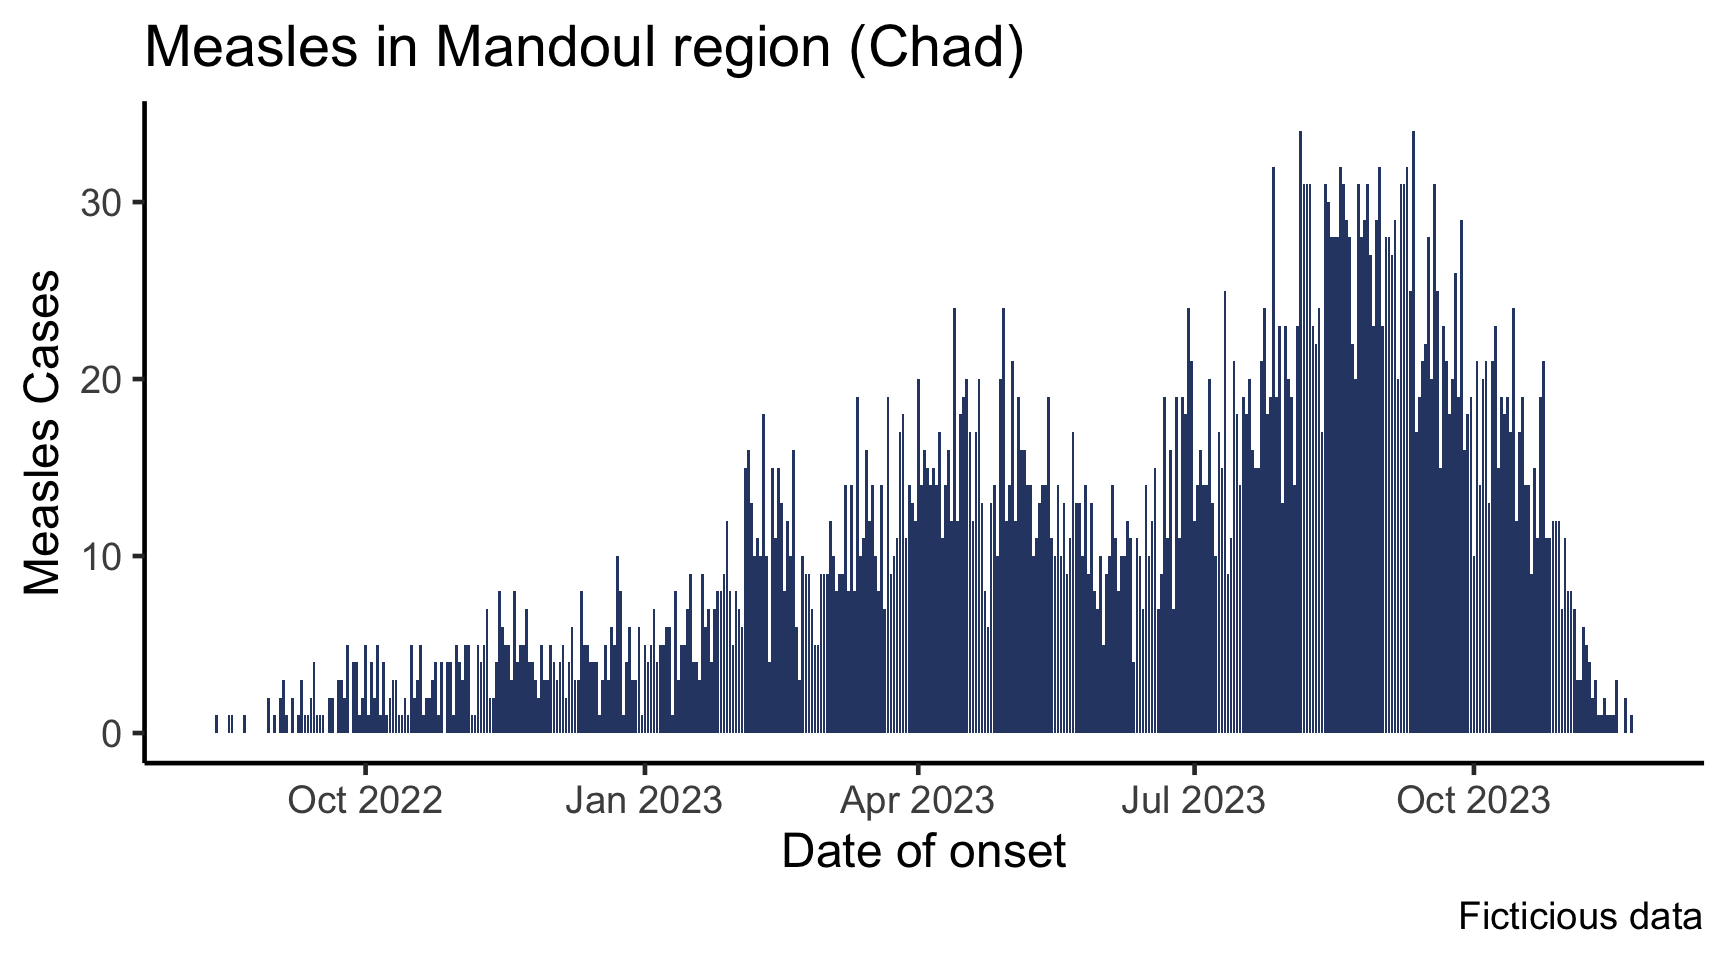 Measles in Mandoul region (Chad)
Measles Cases
30
20
10
0
Oct 2022 Jan 2023 Apr 2023 Jul 2023 Oct 2023
Date of onset
Ficticious data